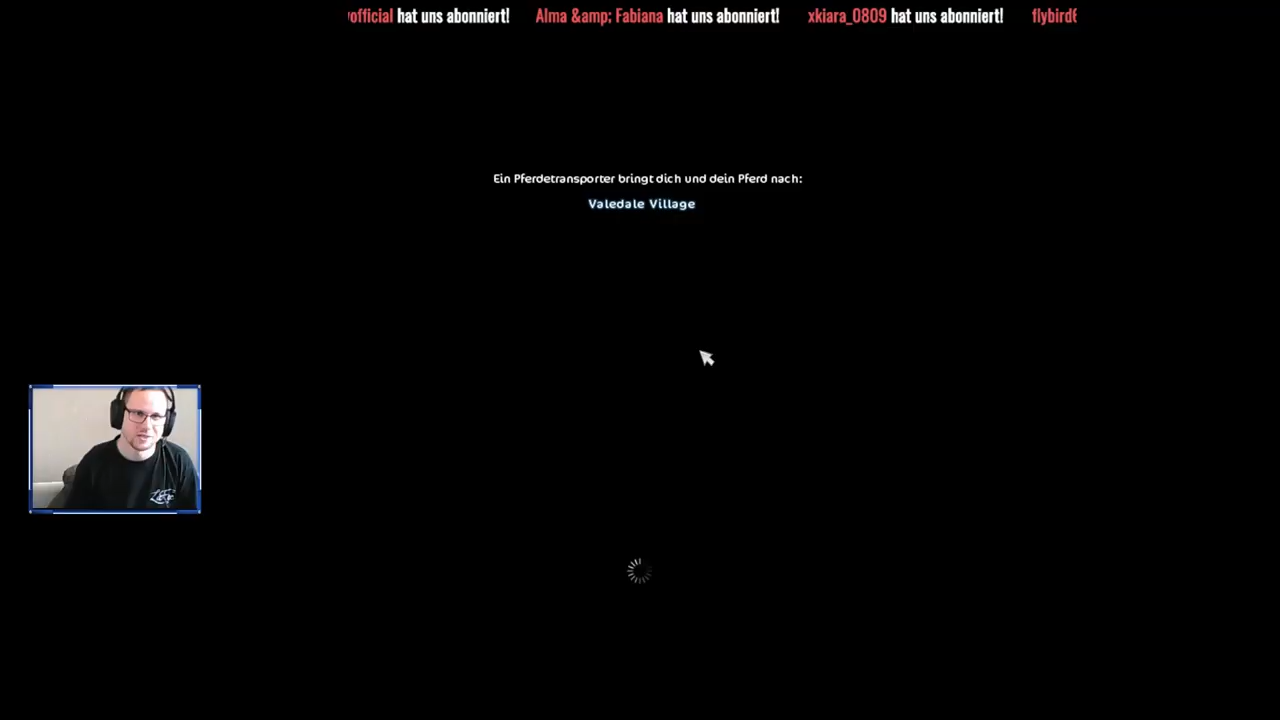 official hat uns abonniert! Alma &amp; Fabiana hat uns abonniert! xkiara_0809 hat uns abonniert!
Ein Pferdetransporter bringt dich und dein Pferd nach:
Valedale Village